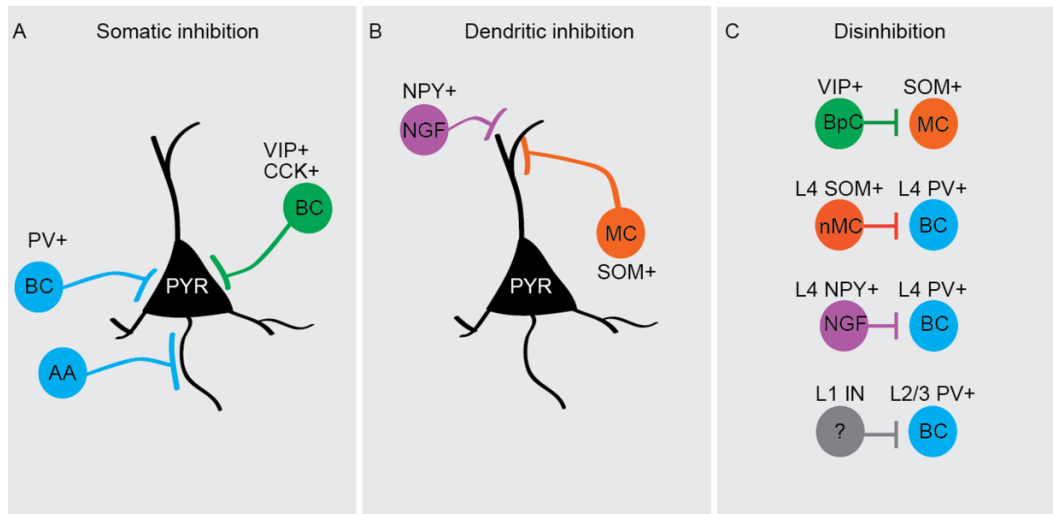 A Somatic inhibition
VIP+
CCK+
BC
PV+
BC
PYR
AA
B Dendritic inhibition
NPY+
NGF
MC
SOM+
PYR
C Disinhibition
VIP+ SOM+
BpC MC
L4 SOM+ L4 PV+
nMC BC
L4 NPY+ L4 PV+
NGF BC
L1 IN L2/3 PV+
? BC